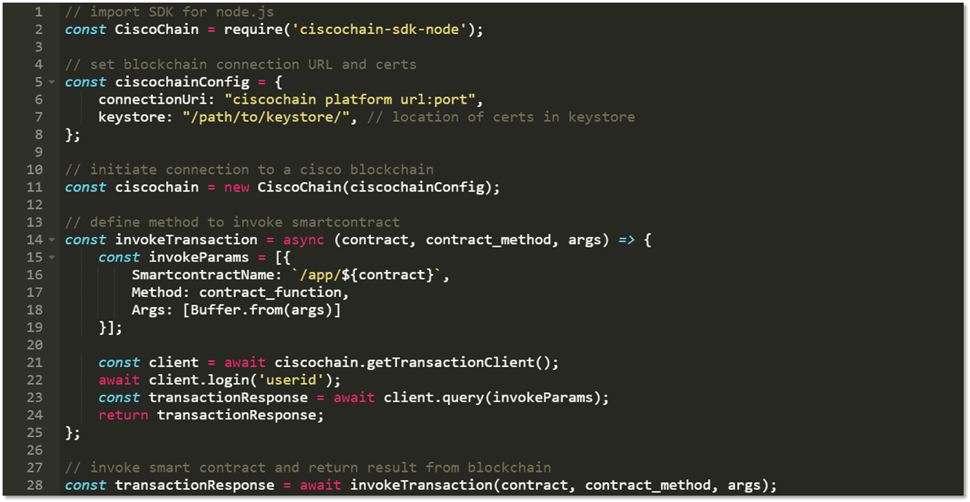 1 // import SDK for node.js
2 const CiscoChain = require('ciscochain-sdk-node');
3
4 // set blockchain connection URL and certs
5 const ciscochainConfig = {
6 connectionUri: "ciscochain platform url:port",
7 keystore: "/path/to/keystore/", // location of certs in keystore
8 };
9
10 // initiate connection to a cisco blockchain
11 const ciscochain = new CiscoChain(ciscochainConfig);
12
13 // define method to invoke smartcontract
14 const invokeTransaction = async (contract, contract_method, args) => {
15 const invokeParams = [{
16 SmartcontractName: `/app/${contract}`,
17 Method: contract_function,
18 Args: [Buffer.from(args)]
19 }];
20
21 const client = await ciscochain.getTransactionClient();
22 await client.login('userid');
23 const transactionResponse = await client.query(invokeParams);
24 return transactionResponse;
25 };
26
27 // invoke smart contract and return result from blockchain
28 const transactionResponse = await invokeTransaction(contract, contract_method, args);